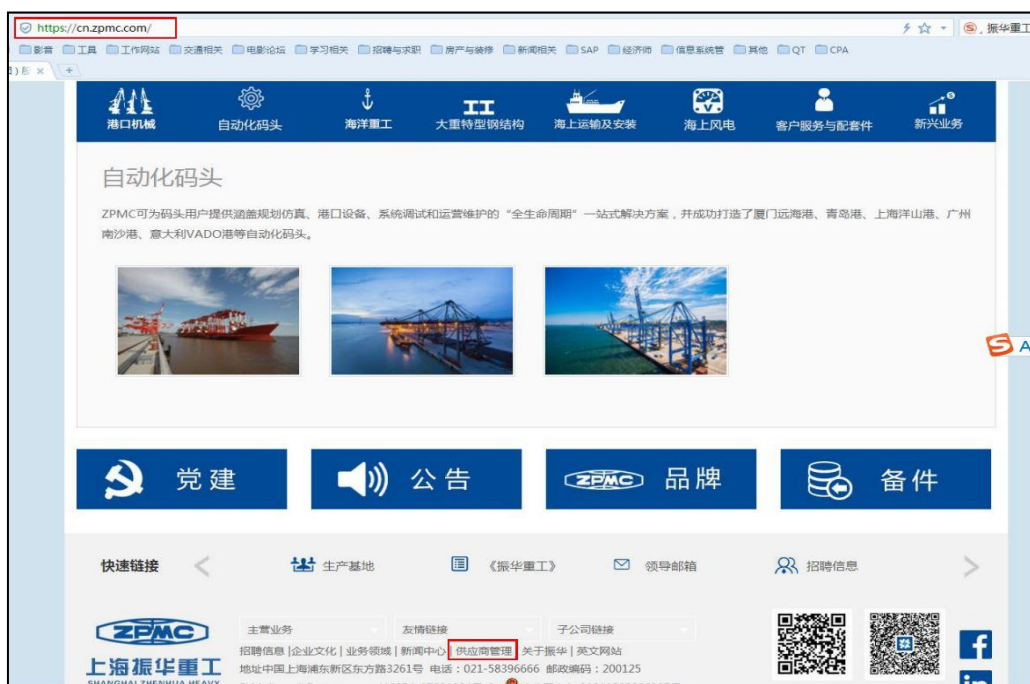 https://cn.zpmc.com/
振华重工
影音 工具 工作网站 交通相关 电影论坛 学习相关 招聘与求职 房产与装修 新闻相关 SAP 经济师 信息系统管 其他 QT CPA
港口机械 自动化码头 海洋重工 大重特型钢结构 海上运输及安装 海上风电 客户服务与配套件 新兴业务
自动化码头
ZPMC可为码头用户提供涵盖规划仿真、港口设备、系统调试和运营维护的“全生命周期”一站式解决方案，并成功打造了厦门远海港、青岛港、上海洋山港、广州
南沙港、意大利VADO港等自动化码头。
党建 公告 ZPMC 品牌 备件
快速链接 生产基地 《振华重工》 领导邮箱 招聘信息
ZPMC
主营业务 友情链接 子公司链接
招聘信息 |企业文化 | 业务领域 | 新闻中心 | 供应商管理 | 关于振华 | 英文网站
上海振华重工
地址中国上海浦东新区东方路3261号 电话：021-58396666 邮政编码：200125
SHANGHAI ZHENHUA HEAVY